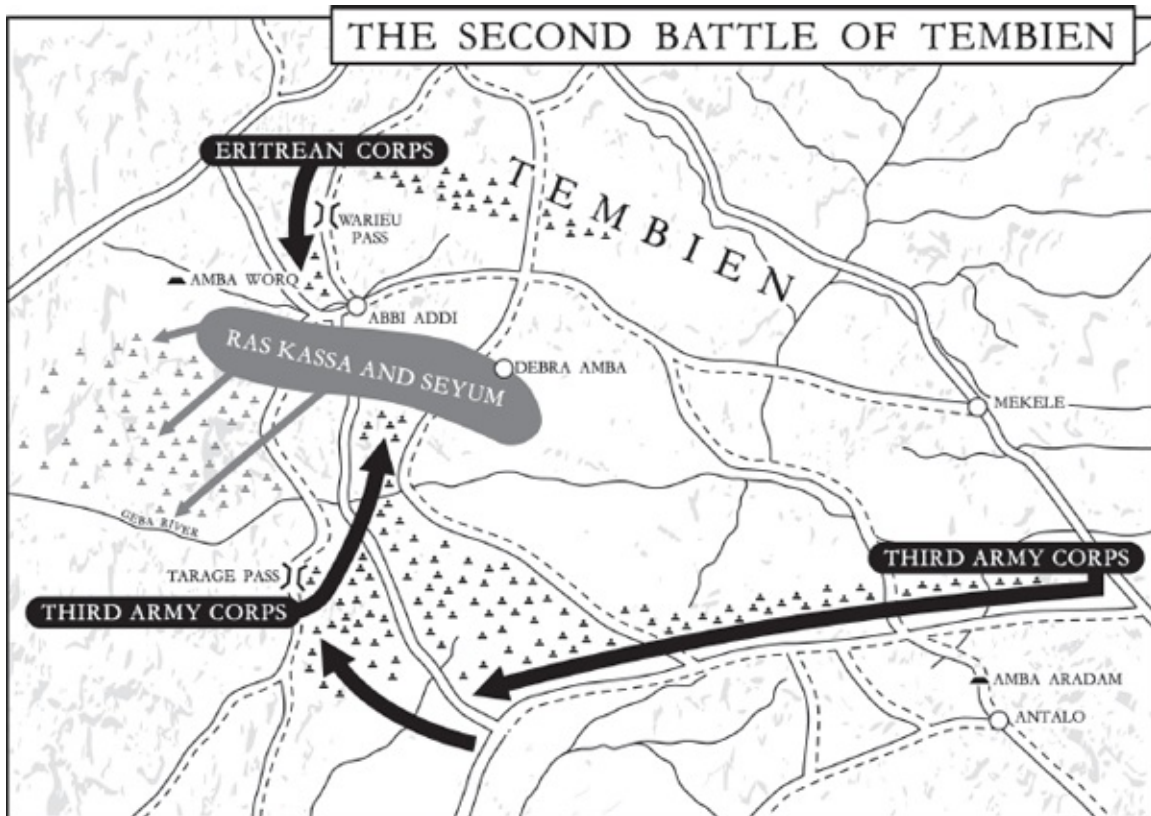 THE SECOND BATTLE OF TEMBIEN
ERITREAN CORPS
TEMBIEN
WARIEU
PASS
AMBA WORQ
ABBI ADDI
RAS KASSA AND SEYUM
DEBRA AMBA
MEKELE
GEBA RIVER
TARAGE PASS
THIRD ARMY CORPS
THIRD ARMY CORPS
AMBA ARADAM
ANTALO